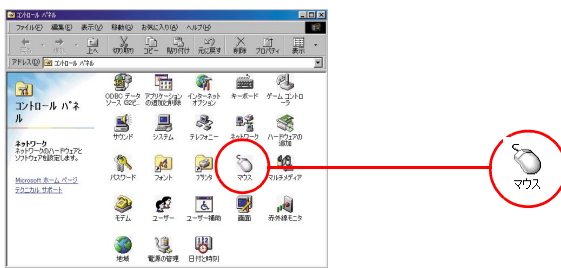 コントロール パネル
ファイル(F) 編集(E) 表示(V) 移動(G) お気に入り(A) ヘルプ(H)
戻る 進む 上へ 切り取り コピー 貼り付け 元に戻す 削除 プロパティ 表示
アドレス(D) コントロール パネル
コントロール パネ
ル
ネットワーク
ネットワークのハードウェアと
ソフトウェアを設定します。
Microsoft ホーム ページ
テクニカル サポート
ODBC データ
ソース (32ビ...
アプリケーション
の追加と削除
インターネット
オプション
キーボード
ゲーム コントロ
ーラ
サウンド
システム
テレフォニー
ネットワーク
ハードウェアの
追加
パスワード
フォント
プリンタ
マウス
マルチメディア
モデム
ユーザー
ユーザー補助
画面
赤外線モニタ
地域
電源の管理
日付と時刻
マウス